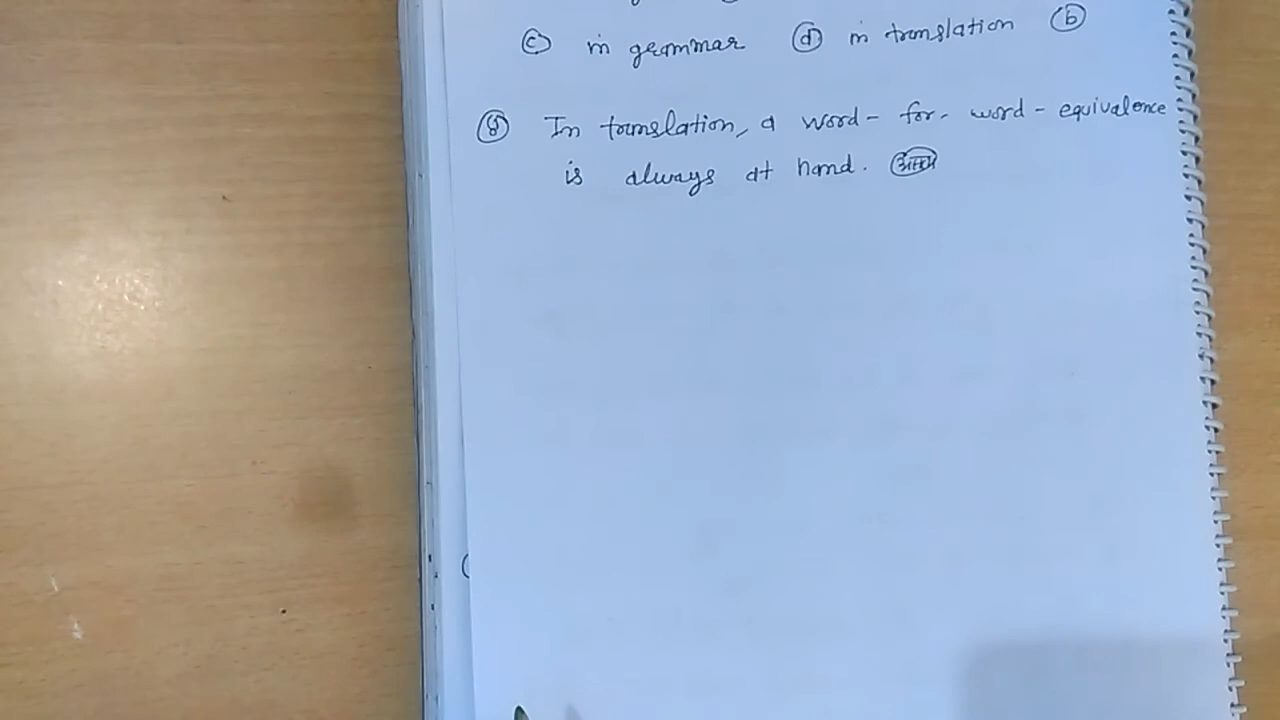 ⓒ in grammar ⓓ in translation ⓑ
⑧ In translation, a word - for - word - equivalence
is always at hand. असत्य